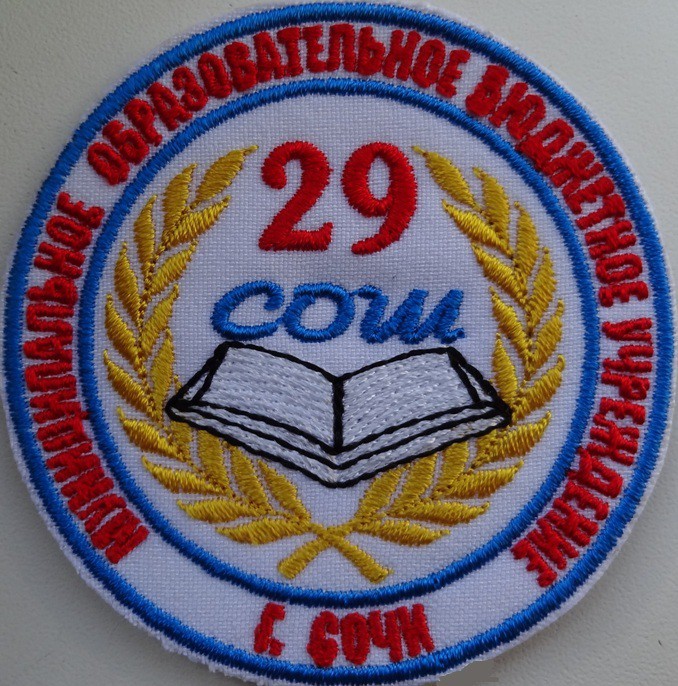 МУНИЦИПАЛЬНОЕ ОБРАЗОВАТЕЛЬНОЕ БЮДЖЕТНОЕ УЧРЕЖДЕНИЕ
29
СОШ
Г. СОЧИ